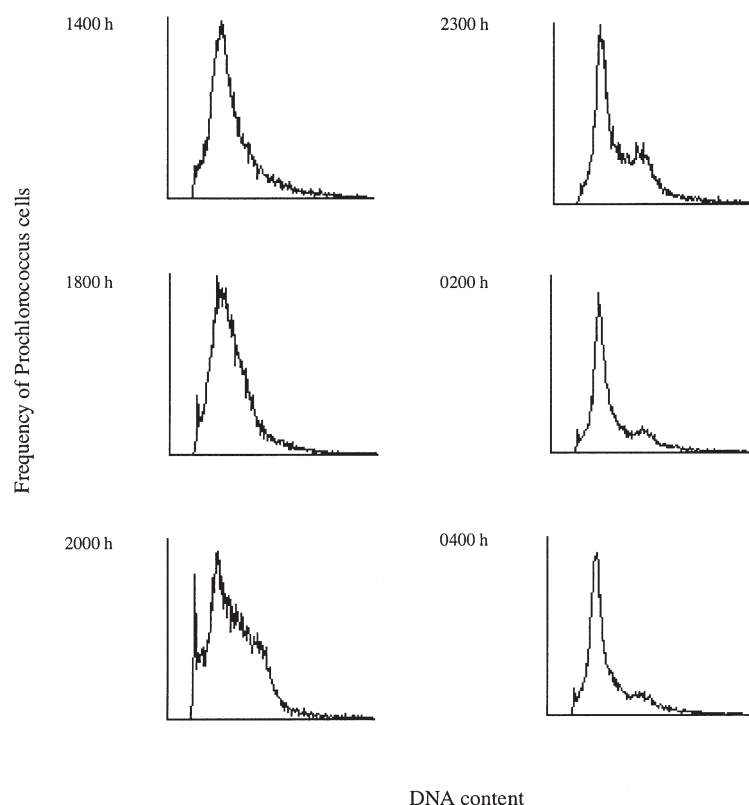 1400 h
2300 h
1800 h
0200 h
2000 h
0400 h
Frequency of Prochlorococcus cells
DNA content